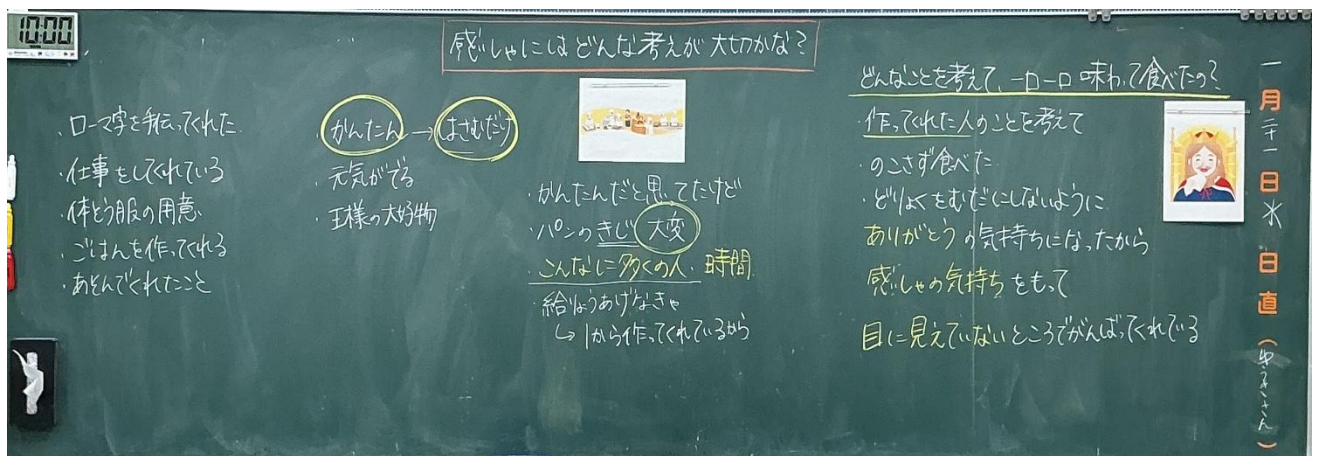 10:00
感しゃにはどんな考えが大切かな?
・ローマ字を手伝ってくれた
・仕事をしてくれている
・体そう服の用意
・ごはんを作ってくれる
・あそんでくれたこと
・かんたん→はさむだけ
・元気がでる
・王様の大好物
・かんたんだと思ってたけど
・パンのきじ 大変
・こんなに多くの人、時間
・給りょうあげなきゃ
↳1から作ってくれているから
どんなことを考えて、一口一口味わって食べたの?
・作ってくれた人のことを考えて
・のこさず食べた
・どりょくをむだにしないように
ありがとうの気持ちになったから
感しゃの気持ちをもって
目に見えていないところでがんばってくれている
一月二十一日水日直